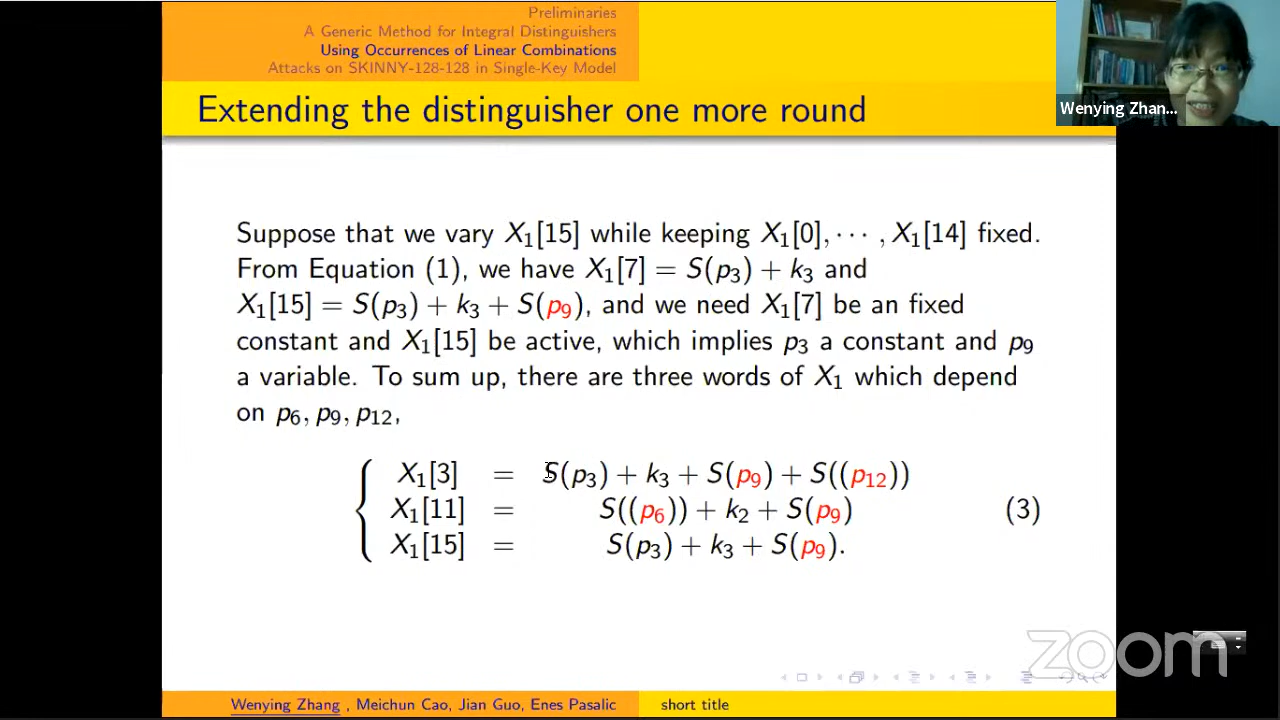 Preliminaries
A Generic Method for Integral Distinguishers
Using Occurrences of Linear Combinations
Attacks on SKINNY-128-128 in Single-Key Model
Extending the distinguisher one more round
Wenying Zhan...
Suppose that we vary X₁[15] while keeping X₁[0], ⋯ , X₁[14] fixed.
From Equation (1), we have X₁[7] = S(p₃) + k₃ and
X₁[15] = S(p₃) + k₃ + S(p₉), and we need X₁[7] be an fixed
constant and X₁[15] be active, which implies p₃ a constant and p₉
a variable. To sum up, there are three words of X₁ which depend
on p₆, p₉, p₁₂,
X₁[3] = S(p₃) + k₃ + S(p₉) + S((p₁₂))
X₁[11] = S((p₆)) + k₂ + S(p₉) (3)
X₁[15] = S(p₃) + k₃ + S(p₉).
zoom
Wenying Zhang , Meichun Cao, Jian Guo, Enes Pasalic short title